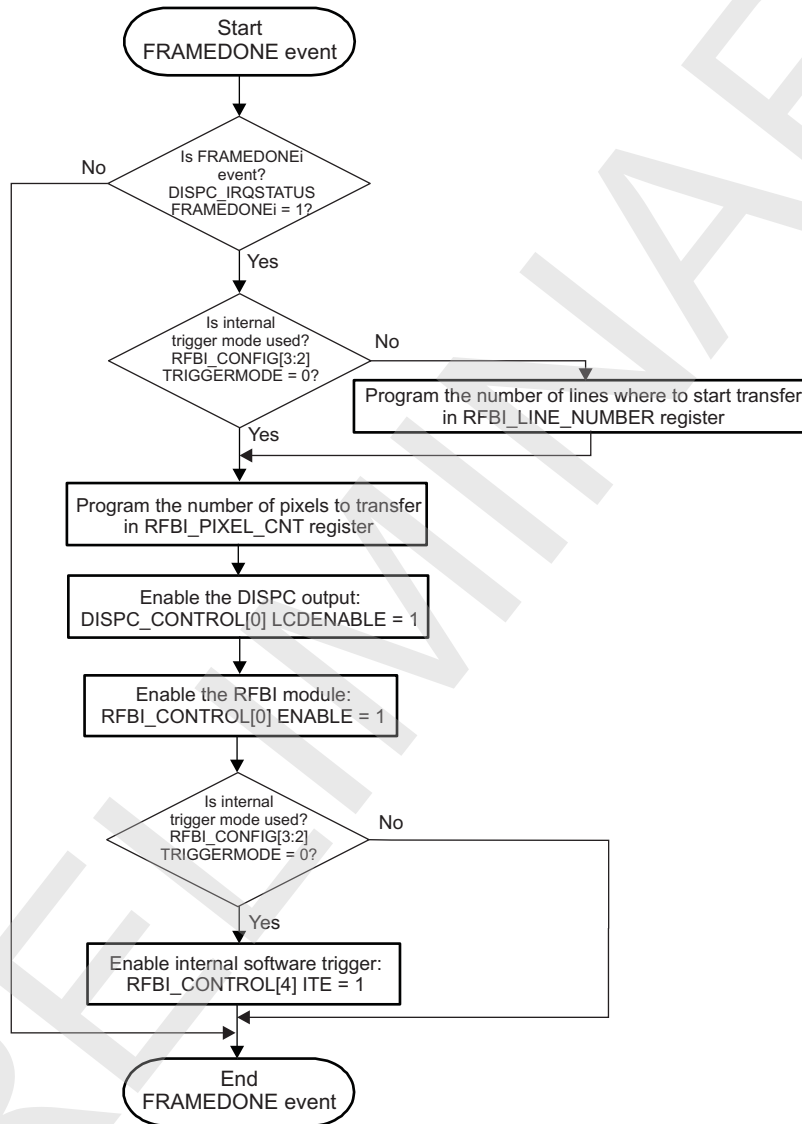 Start
FRAMEDONE event
Is FRAMEDONEi
event?
DISPC_IRQSTATUS
FRAMEDONEi = 1?
No
Yes
Is internal
trigger mode used?
RFBI_CONFIG[3:2]
TRIGGERMODE = 0?
No
Program the number of lines where to start transfer
in RFBI_LINE_NUMBER register
Yes
Program the number of pixels to transfer
in RFBI_PIXEL_CNT register
Enable the DISPC output:
DISPC_CONTROL[0] LCDENABLE = 1
Enable the RFBI module:
RFBI_CONTROL[0] ENABLE = 1
Is internal
trigger mode used?
RFBI_CONFIG[3:2]
TRIGGERMODE = 0?
No
Yes
Enable internal software trigger:
RFBI_CONTROL[4] ITE = 1
End
FRAMEDONE event
RELIMINA